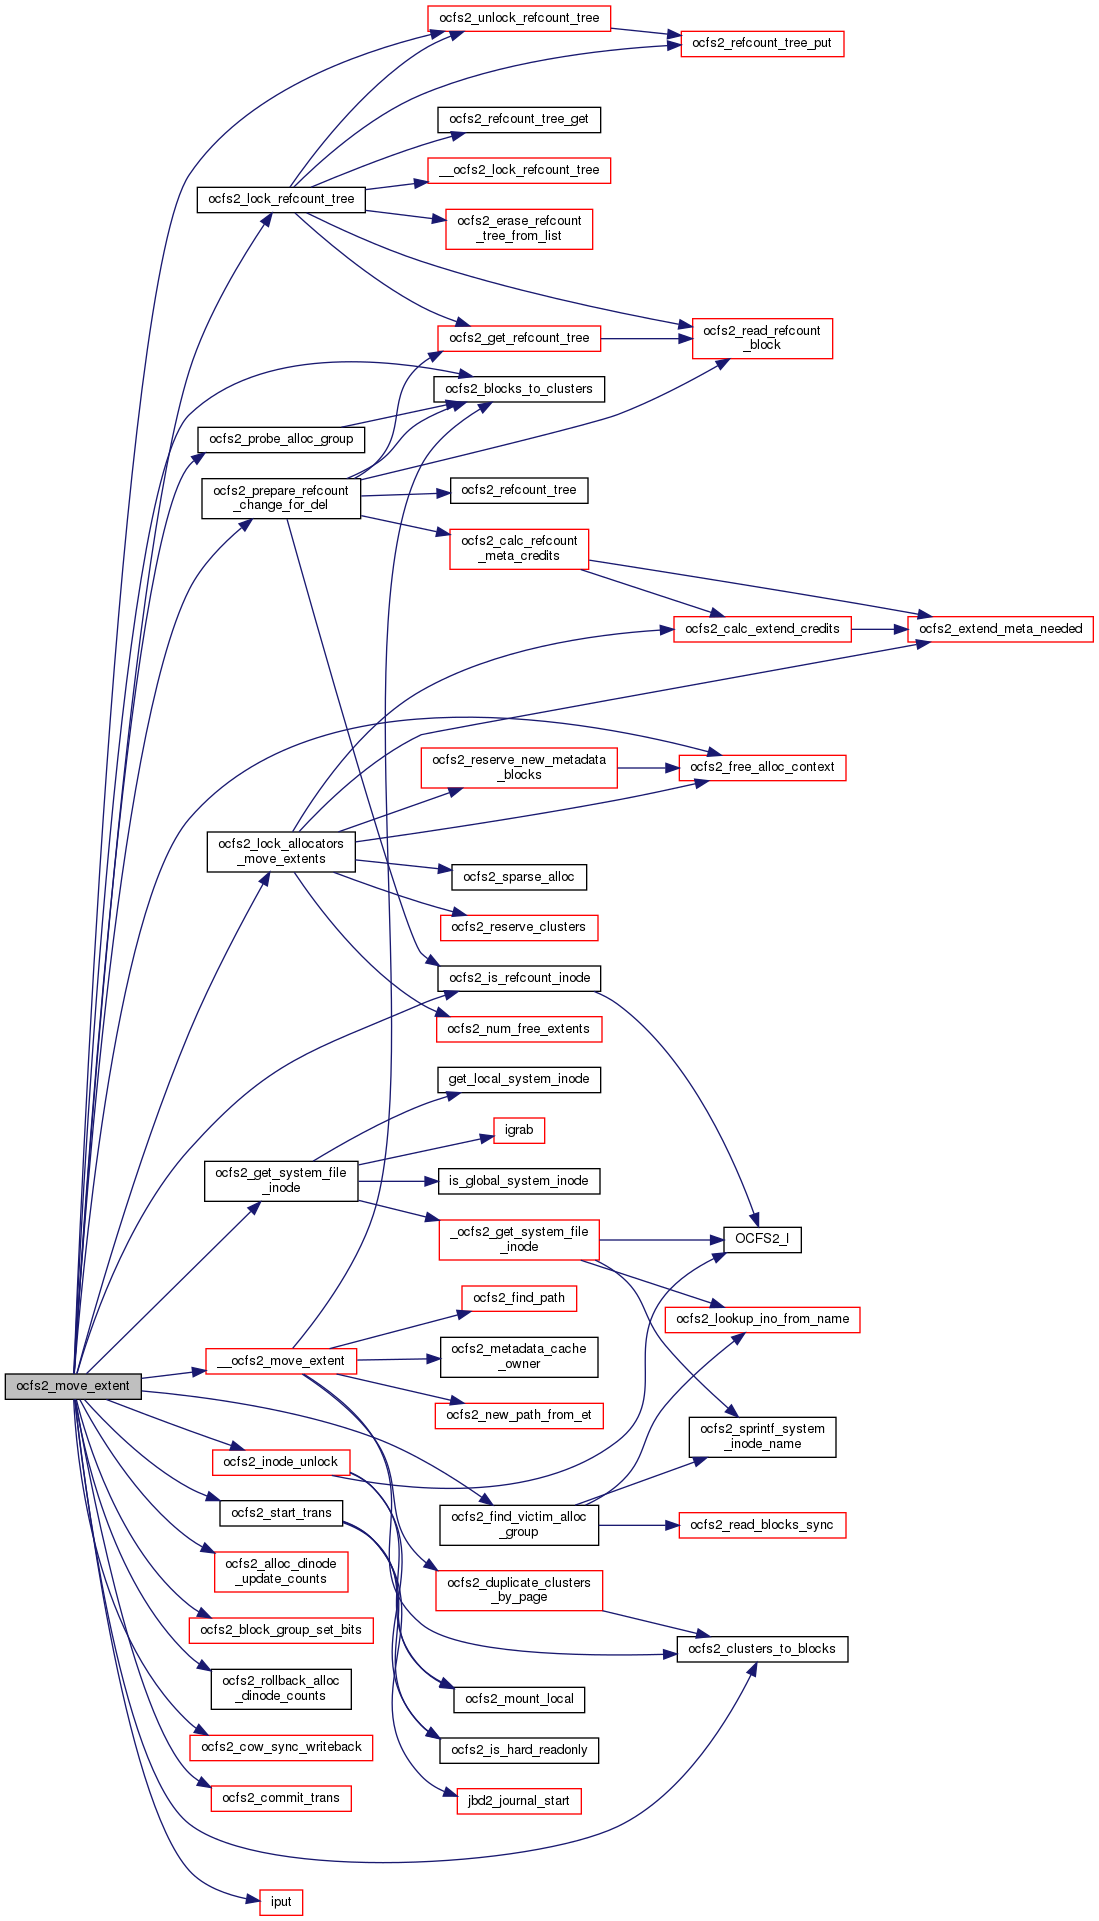 ocfs2_unlock_refcount_tree
ocfs2_refcount_tree_put
ocfs2_refcount_tree_get
__ocfs2_lock_refcount_tree
ocfs2_lock_refcount_tree
ocfs2_erase_refcount
_tree_from_list
ocfs2_get_refcount_tree
ocfs2_read_refcount
_block
ocfs2_blocks_to_clusters
ocfs2_probe_alloc_group
ocfs2_prepare_refcount
_change_for_del
ocfs2_refcount_tree
ocfs2_calc_refcount
_meta_credits
ocfs2_calc_extend_credits
ocfs2_extend_meta_needed
ocfs2_reserve_new_metadata
_blocks
ocfs2_free_alloc_context
ocfs2_lock_allocators
_move_extents
ocfs2_sparse_alloc
ocfs2_reserve_clusters
ocfs2_is_refcount_inode
ocfs2_num_free_extents
get_local_system_inode
igrab
ocfs2_get_system_file
_inode
is_global_system_inode
_ocfs2_get_system_file
_inode
OCFS2_I
ocfs2_find_path
ocfs2_lookup_ino_from_name
__ocfs2_move_extent
ocfs2_metadata_cache
_owner
ocfs2_move_extent
ocfs2_new_path_from_et
ocfs2_sprintf_system
_inode_name
ocfs2_inode_unlock
ocfs2_start_trans
ocfs2_find_victim_alloc
_group
ocfs2_read_blocks_sync
ocfs2_alloc_dinode
_update_counts
ocfs2_duplicate_clusters
_by_page
ocfs2_block_group_set_bits
ocfs2_clusters_to_blocks
ocfs2_rollback_alloc
_dinode_counts
ocfs2_mount_local
ocfs2_cow_sync_writeback
ocfs2_is_hard_readonly
ocfs2_commit_trans
jbd2_journal_start
iput